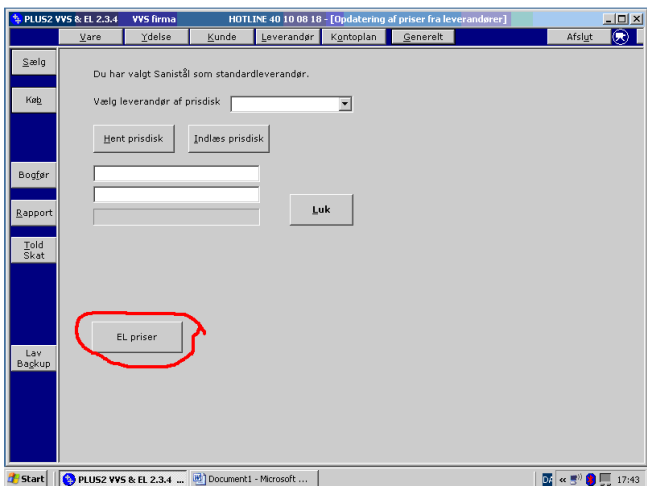 PLUS2 VVS & EL 2.3.4 VVS firma HOTLINE 40 10 08 18 - [Opdatering af priser fra leverandører]
Vare Ydelse Kunde Leverandør Kontoplan Generelt Afslut
Sælg
Du har valgt Sanistål som standardleverandør.
Køb
Vælg leverandør af prisdisk
Hent prisdisk Indlæs prisdisk
Bogfør
Rapport
Luk
Told
Skat
EL priser
Lav
Backup
Start PLUS2 VVS & EL 2.3.4 ... Document1 - Microsoft ... DA « 17:43